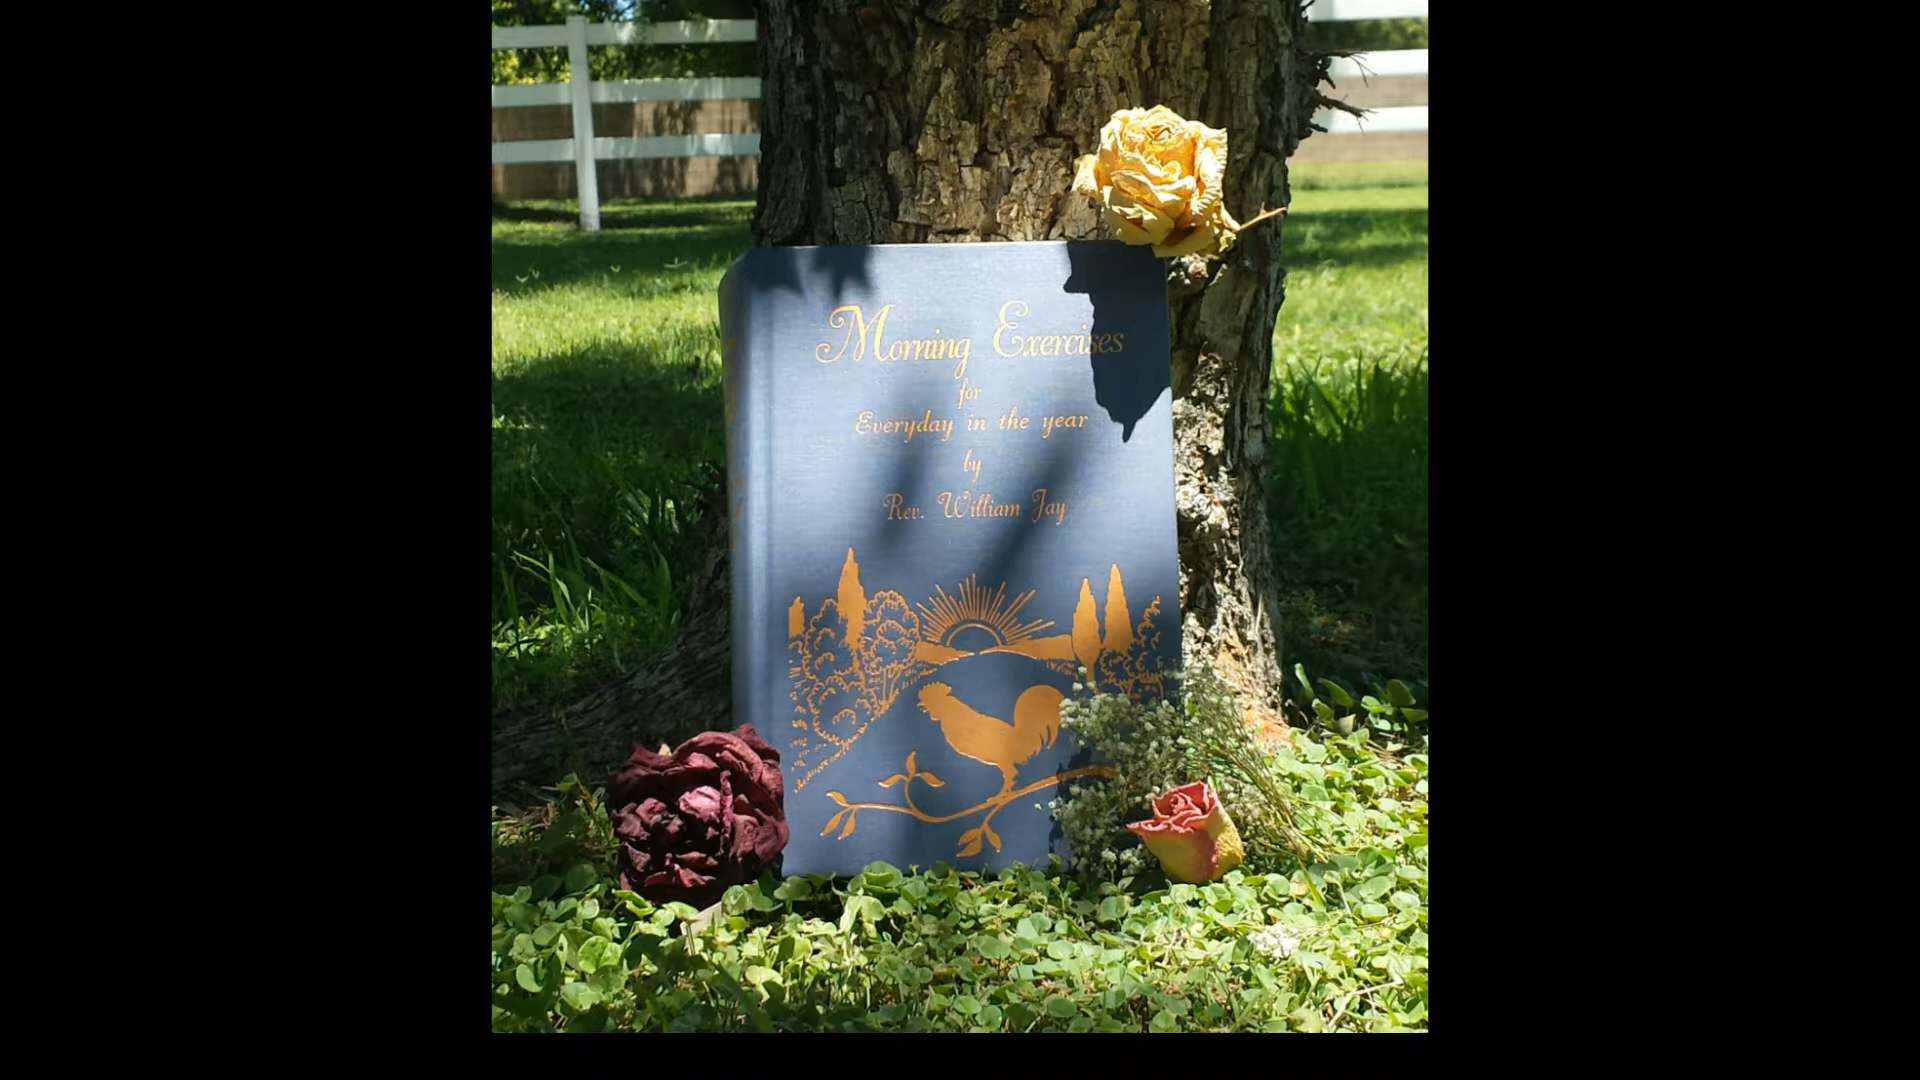 Morning Exercises
for
Everyday in the year
by
Rev. William Jay